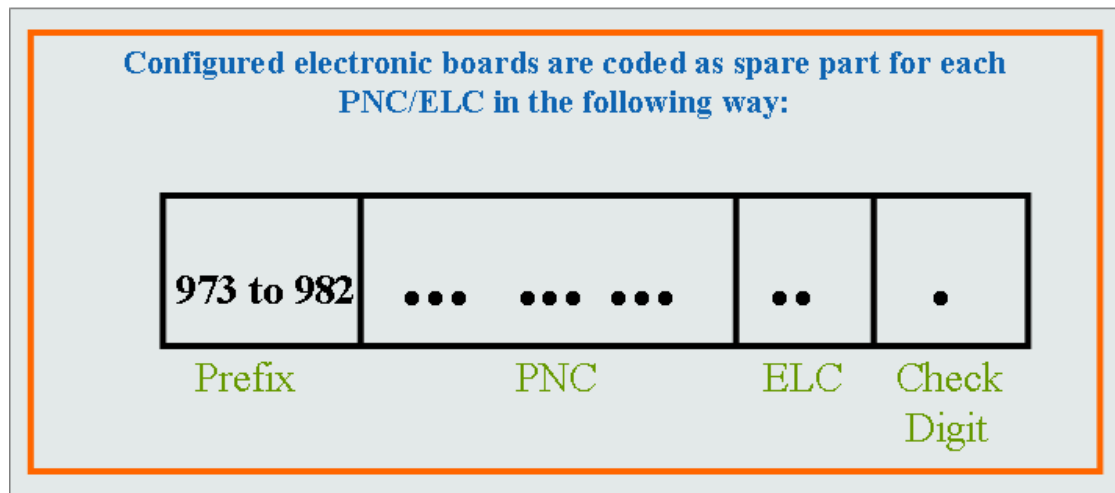 Configured electronic boards are coded as spare part for each
PNC/ELC in the following way:
973 to 982 ••• ••• ••• •• •
Prefix PNC ELC Check
Digit